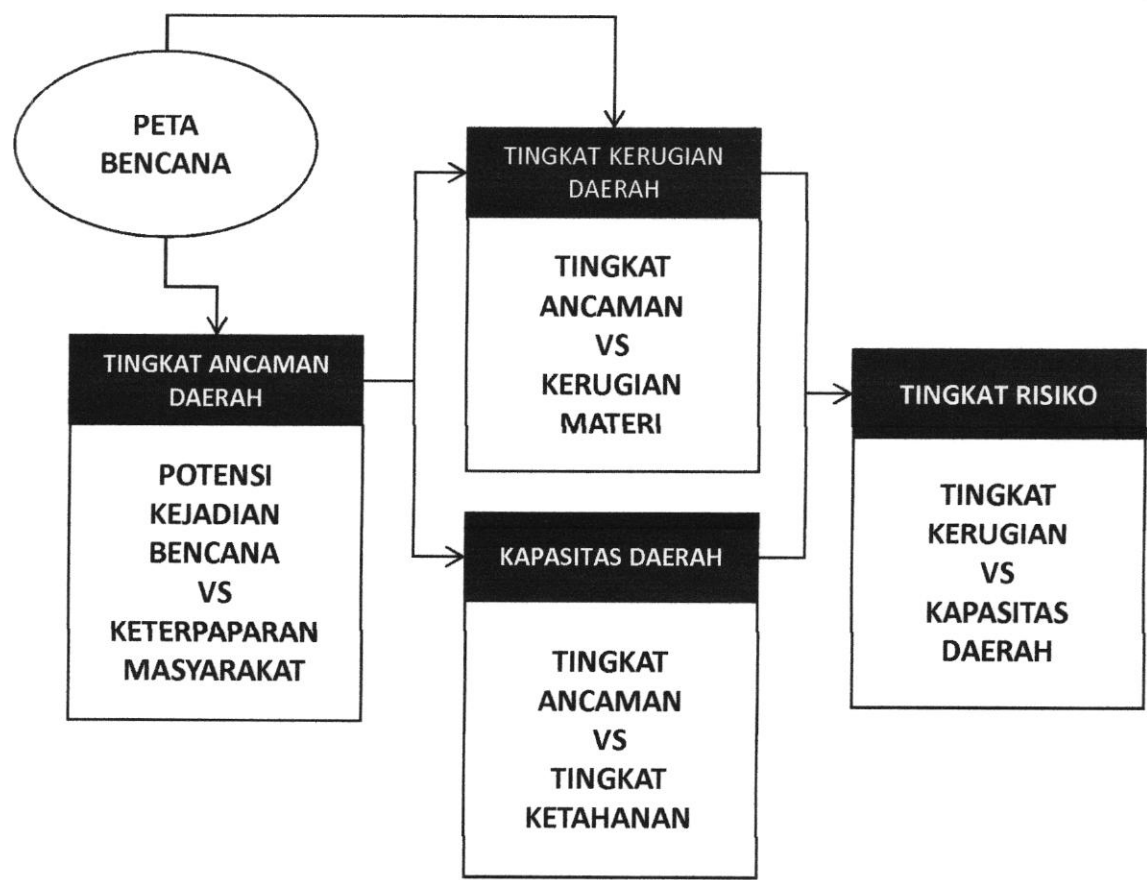 PETA
BENCANA
TINGKAT KERUGIAN
DAERAH
TINGKAT
ANCAMAN
VS
KERUGIAN
MATERI
TINGKAT ANCAMAN
DAERAH
POTENSI
KEJADIAN
BENCANA
VS
KETERPAPARAN
MASYARAKAT
KAPASITAS DAERAH
TINGKAT
ANCAMAN
VS
TINGKAT
KETAHANAN
TINGKAT RISIKO
TINGKAT
KERUGIAN
VS
KAPASITAS
DAERAH